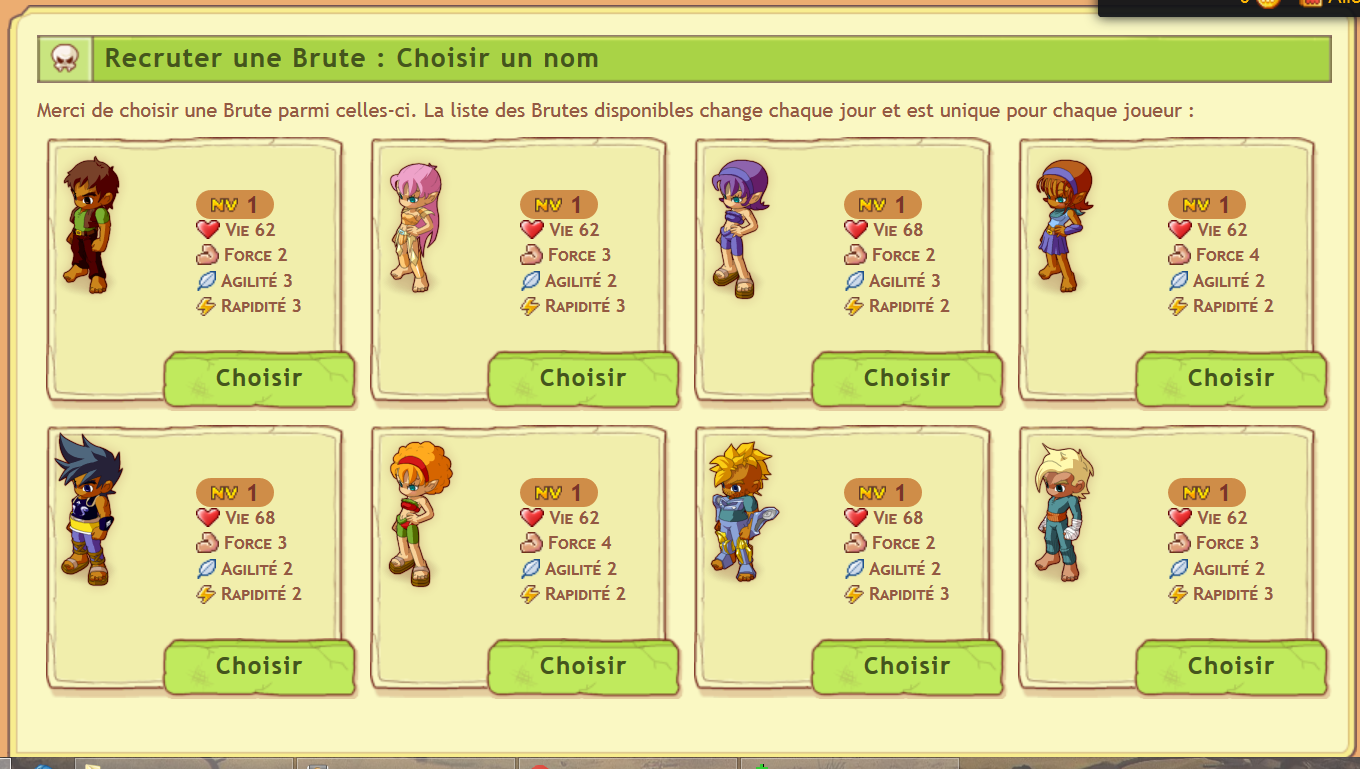 Recruter une Brute : Choisir un nom
Merci de choisir une Brute parmi celles-ci. La liste des Brutes disponibles change chaque jour et est unique pour chaque joueur :
NV 1
Vie 62
Force 2
Agilité 3
Rapidité 3
Choisir
NV 1
Vie 62
Force 3
Agilité 2
Rapidité 3
Choisir
NV 1
Vie 68
Force 2
Agilité 3
Rapidité 2
Choisir
NV 1
Vie 62
Force 4
Agilité 2
Rapidité 2
Choisir
NV 1
Vie 68
Force 3
Agilité 2
Rapidité 2
Choisir
NV 1
Vie 62
Force 4
Agilité 2
Rapidité 2
Choisir
NV 1
Vie 68
Force 2
Agilité 2
Rapidité 3
Choisir
NV 1
Vie 62
Force 3
Agilité 2
Rapidité 3
Choisir